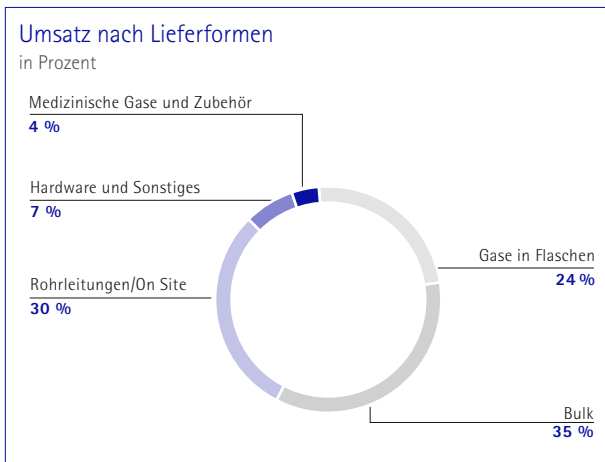 Umsatz nach Lieferformen
in Prozent
Medizinische Gase und Zubehör
4 %
Hardware und Sonstiges
7 %
Rohrleitungen/On Site
30 %
Gase in Flaschen
24 %
Bulk
35 %